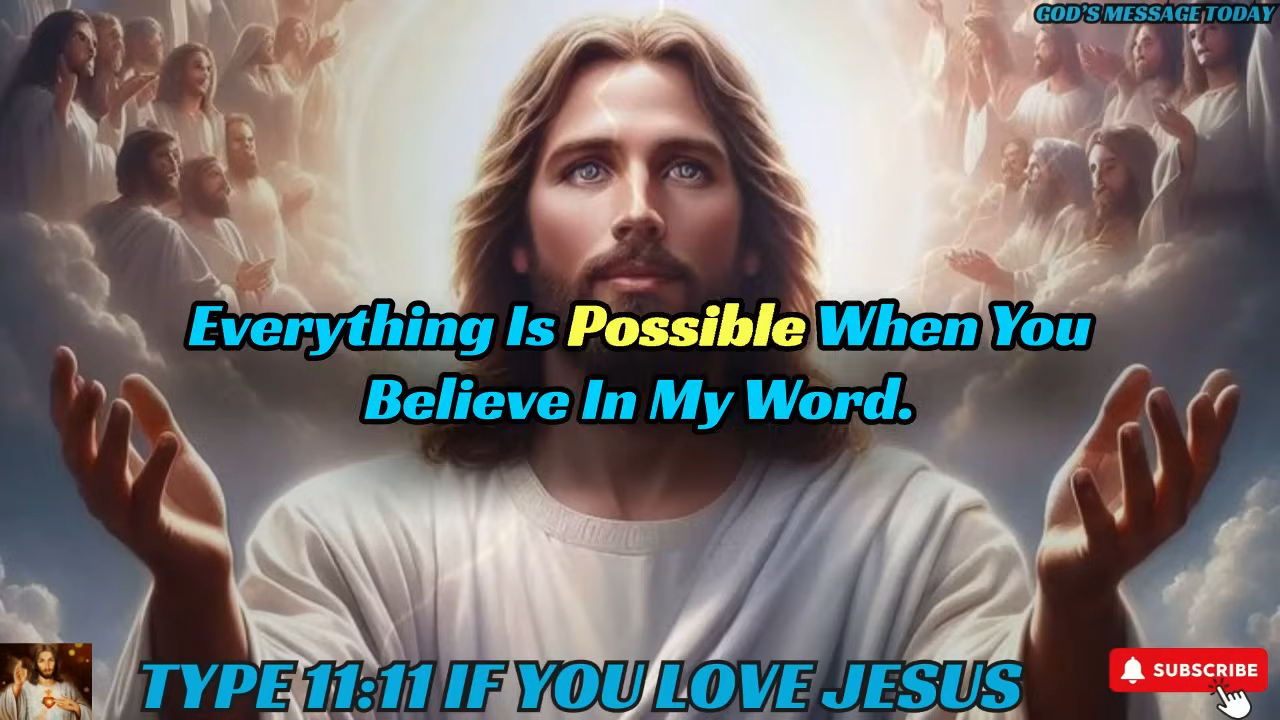 GOD'S MESSAGE TODAY
Everything Is Possible When You
Believe In My Word.
TYPE 11:11 IF YOU LOVE JESUS
SUBSCRIBE